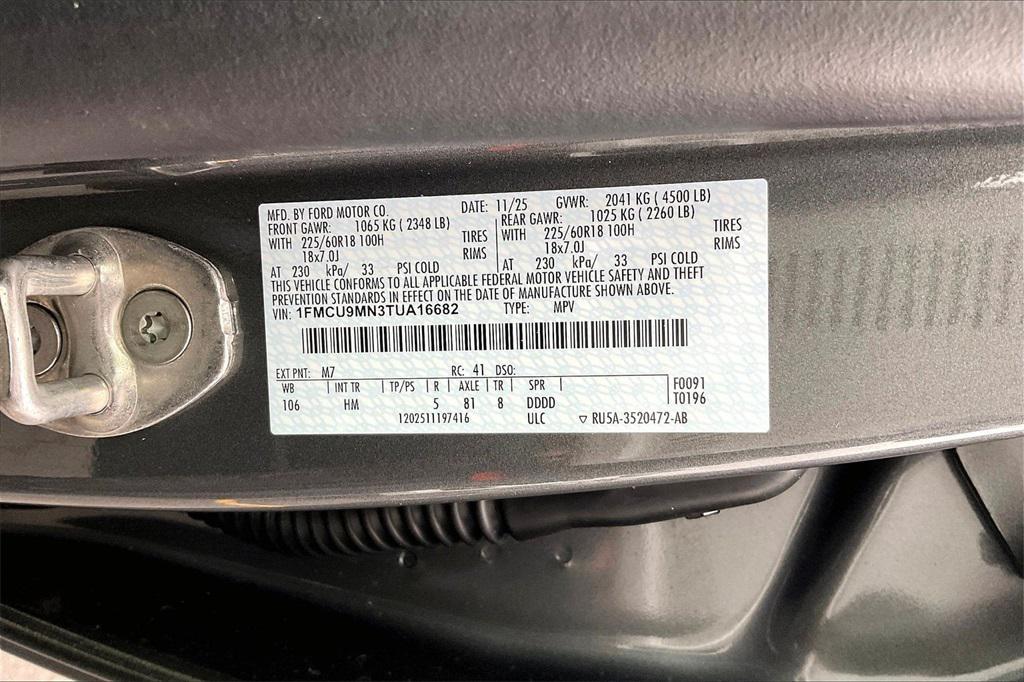 MFD. BY FORD MOTOR CO. DATE: 11/25 GVWR: 2041 KG ( 4500 LB)
FRONT GAWR: 1065 KG ( 2348 LB) REAR GAWR: 1025 KG ( 2260 LB)
WITH 225/60R18 100H TIRES WITH 225/60R18 100H TIRES
18x7.0J RIMS 18x7.0J RIMS
AT 230 kPa/ 33 PSI COLD AT 230 kPa/ 33 PSI COLD
THIS VEHICLE CONFORMS TO ALL APPLICABLE FEDERAL MOTOR VEHICLE SAFETY AND THEFT
PREVENTION STANDARDS IN EFFECT ON THE DATE OF MANUFACTURE SHOWN ABOVE.
VIN: 1FMCU9MN3TUA16682 TYPE: MPV
EXT PNT: M7 RC: 41 DSO:
WB INT TR TP/PS R AXLE TR SPR F0091
106 HM 5 81 8 DDDD T0196
1202511197416 ULC ▽ RU5A-3520472-AB